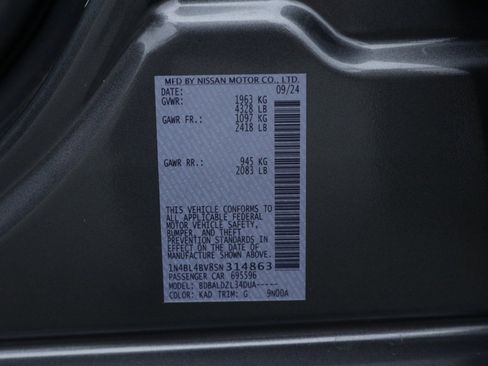 MFD BY NISSAN MOTOR CO., LTD.
DATE: 09/24
GVWR: 1963 KG
4328 LB
GAWR FR.: 1097 KG
2418 LB
GAWR RR.: 945 KG
2083 LB
THIS VEHICLE CONFORMS TO
ALL APPLICABLE FEDERAL
MOTOR VEHICLE SAFETY,
BUMPER, AND THEFT
PREVENTION STANDARDS IN
EFFECT ON THE DATE OF
MANUFACTURE SHOWN ABOVE.
1N4BL4BV8SN314863
PASSENGER CAR 695596
MODEL: BDBALDZL34DUA-----
COLOR: KAD TRIM: G 9N00A